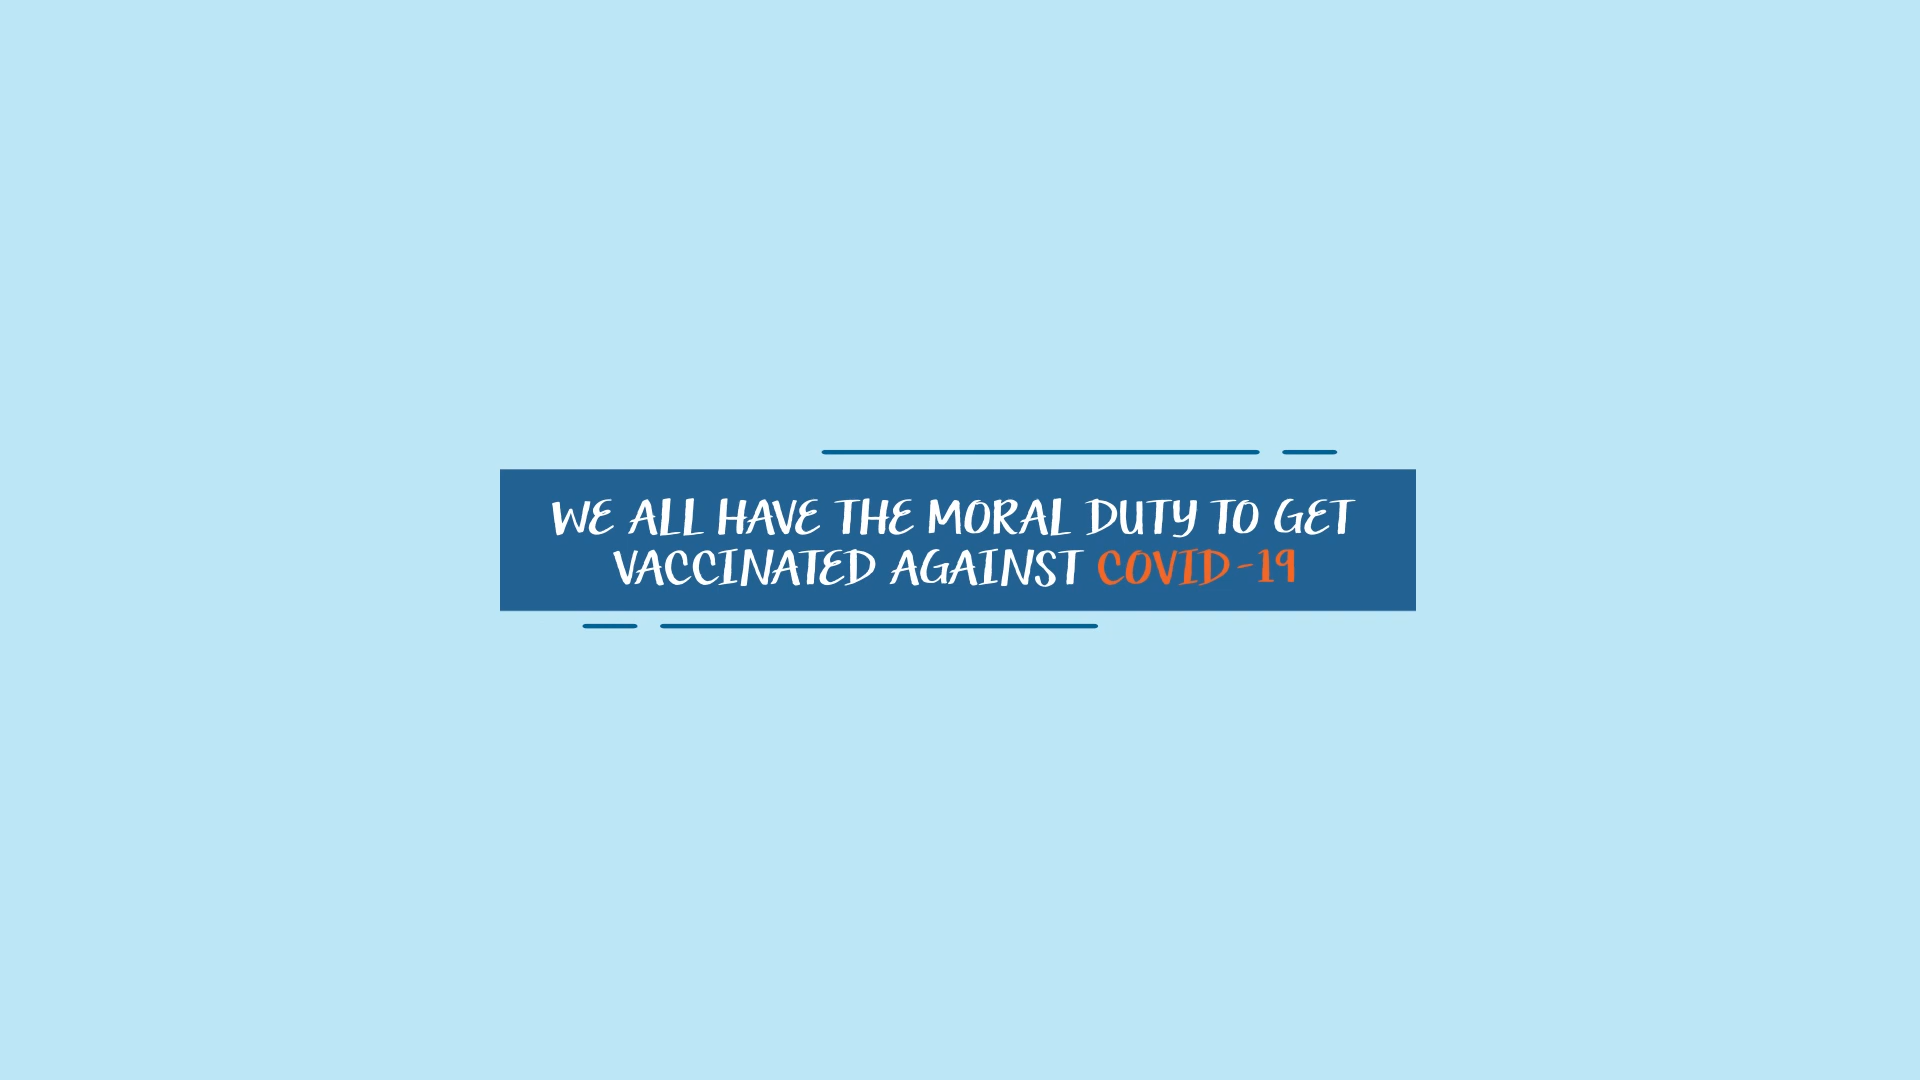 WE ALL HAVE THE MORAL DUTY TO GET
VACCINATED AGAINST COVID-19